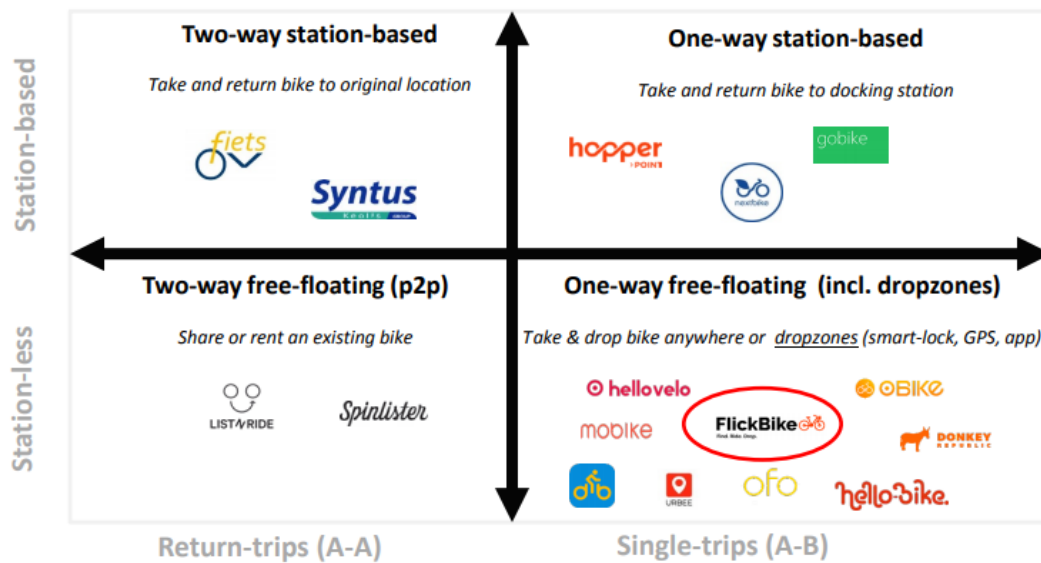 Station-based
Two-way station-based
Take and return bike to original location
fiets
Syntus
Keolis GROUP
One-way station-based
Take and return bike to docking station
hopper
POINT
gobike
nextbike
Station-less
Two-way free-floating (p2p)
Share or rent an existing bike
LISTNRIDE
Spinlister
One-way free-floating (incl. dropzones)
Take & drop bike anywhere or dropzones (smart-lock, GPS, app)
hellovelo
OBIKE
mobike
FlickBike
Find. Bike. Drop.
DONKEY
REPUBLIC
URBEE
ofo
hello-bike.
Return-trips (A-A)
Single-trips (A-B)